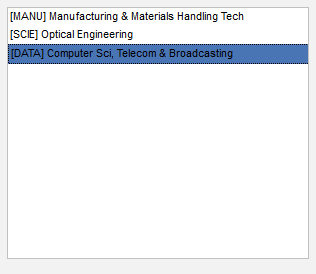 [MANU] Manufacturing & Materials Handling Tech
[SCIE] Optical Engineering
[DATA] Computer Sci, Telecom & Broadcasting